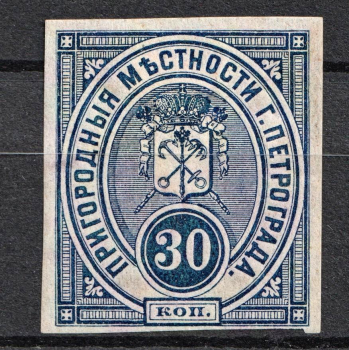 ПРИГОРОДНЫЯ МѢСТНОСТИ Г. ПЕТРОГРАДА.
30
КОП.